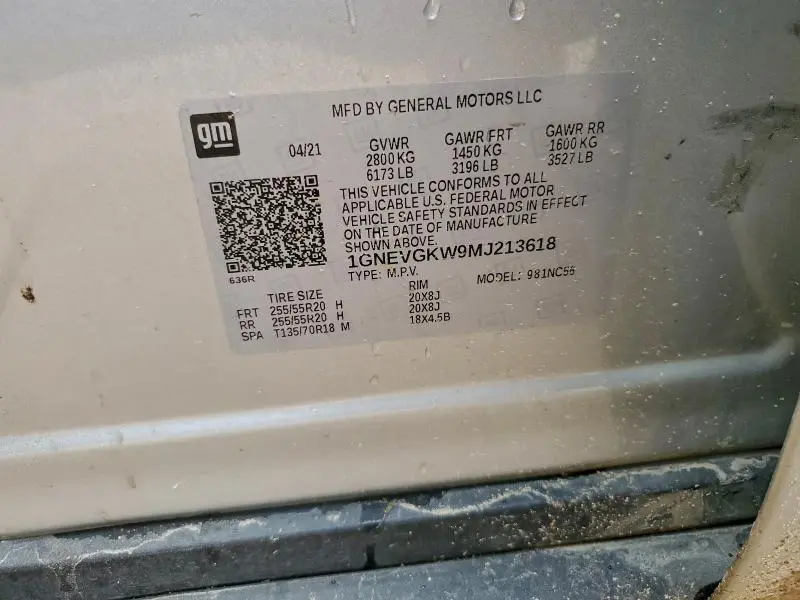 MFD BY GENERAL MOTORS LLC
gm
04/21 GVWR GAWR FRT GAWR RR
2800 KG 1450 KG 1600 KG
6173 LB 3196 LB 3527 LB
THIS VEHICLE CONFORMS TO ALL
APPLICABLE U.S. FEDERAL MOTOR
VEHICLE SAFETY STANDARDS IN EFFECT
ON THE DATE OF MANUFACTURE
SHOWN ABOVE.
1GNEVGKW9MJ213618
636R
TYPE: M.P.V. MODEL: 981NC56
TIRE SIZE RIM
FRT 255/55R20 H 20X8J
RR 255/55R20 H 20X8J
SPA T135/70R18 M 18X4.5B